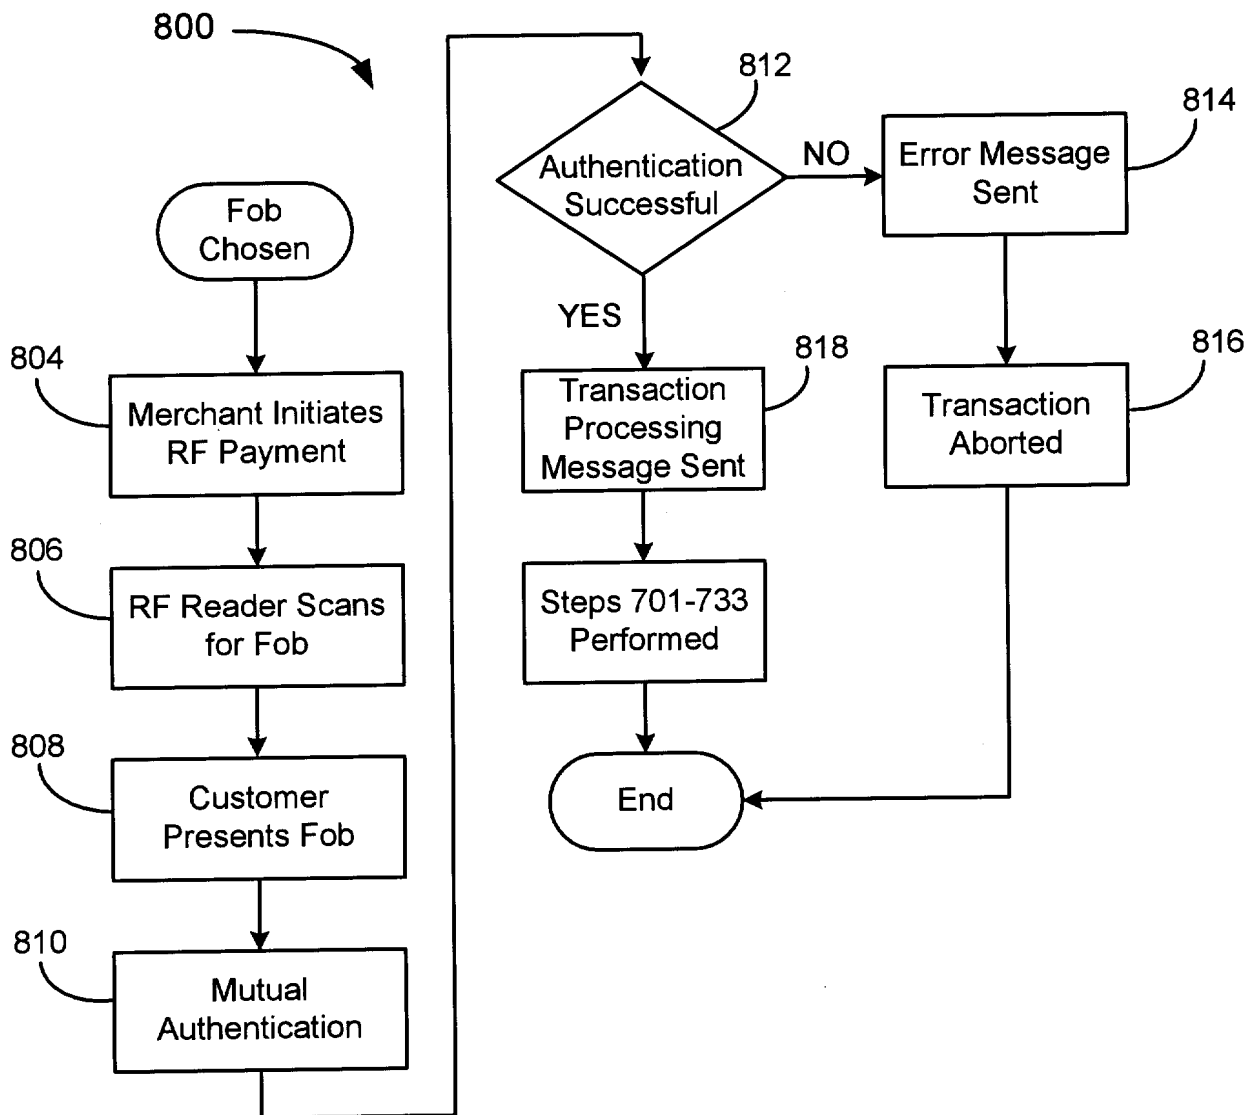 800
Fob
Chosen
804
Merchant Initiates
RF Payment
806
RF Reader Scans
for Fob
808
Customer
Presents Fob
810
Mutual
Authentication
812
Authentication
Successful
NO
814
Error Message
Sent
816
Transaction
Aborted
YES
818
Transaction
Processing
Message Sent
Steps 701-733
Performed
End